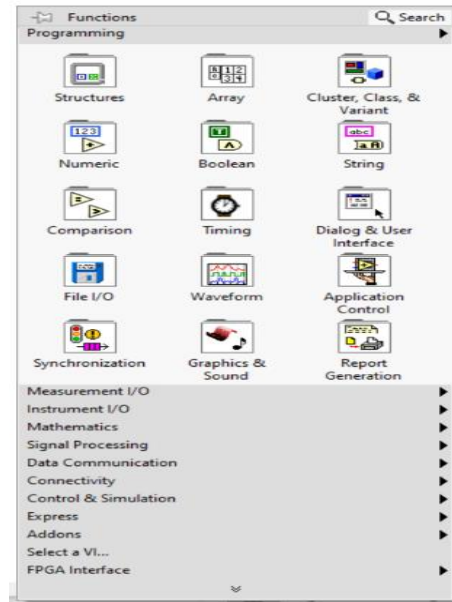 Functions Search
Programming
Structures Array Cluster, Class, &
Variant
123
abc
Numeric Boolean String
Comparison Timing Dialog & User
Interface
File I/O Waveform Application
Control
Synchronization Graphics & Report
Sound Generation
Measurement I/O
Instrument I/O
Mathematics
Signal Processing
Data Communication
Connectivity
Control & Simulation
Express
Addons
Select a VI...
FPGA Interface